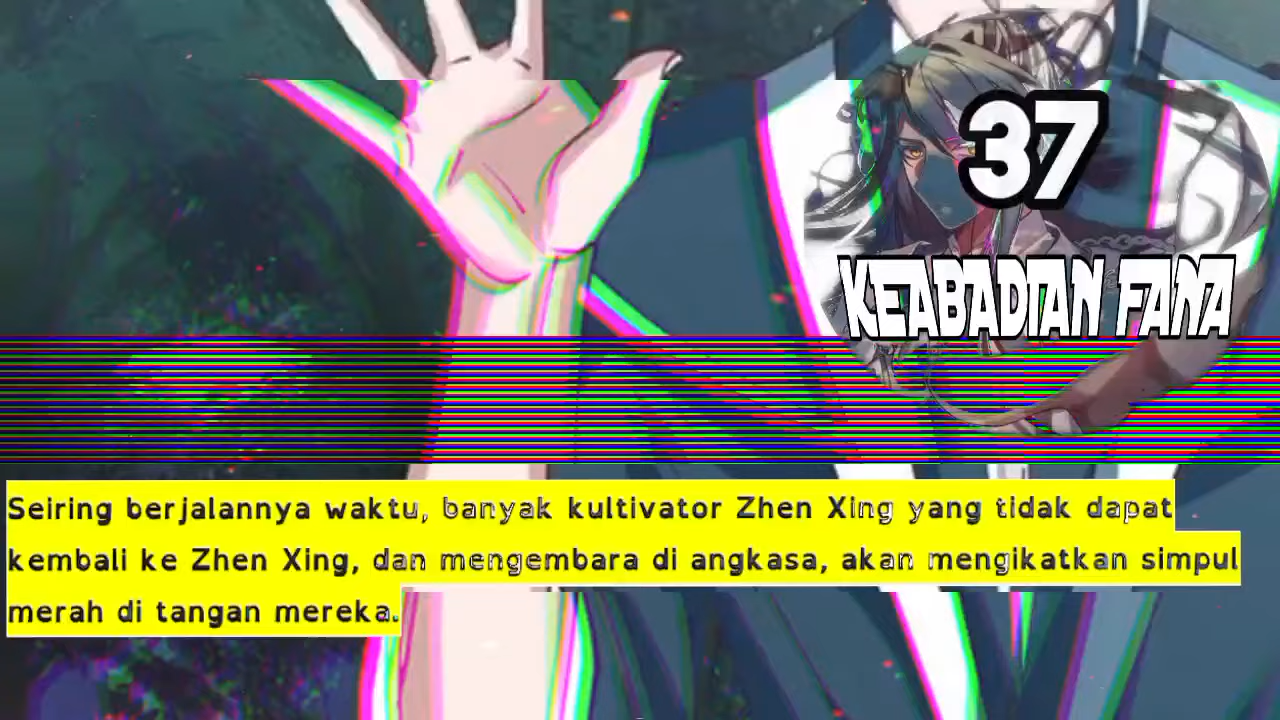 37
KEABADIAN FANA
Seiring berjalannya waktu, banyak kultivator Zhen Xing yang tidak dapat
kembali ke Zhen Xing, dan mengembara di angkasa, akan mengikatkan simpul
merah di tangan mereka.